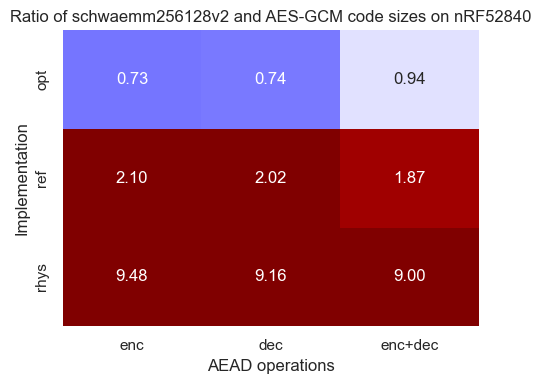 Ratio of schwaemm256128v2 and AES-GCM code sizes on nRF52840
Implementation
opt
0.73 0.74 0.94
ref
2.10 2.02 1.87
rhys
9.48 9.16 9.00
enc dec enc+dec
AEAD operations